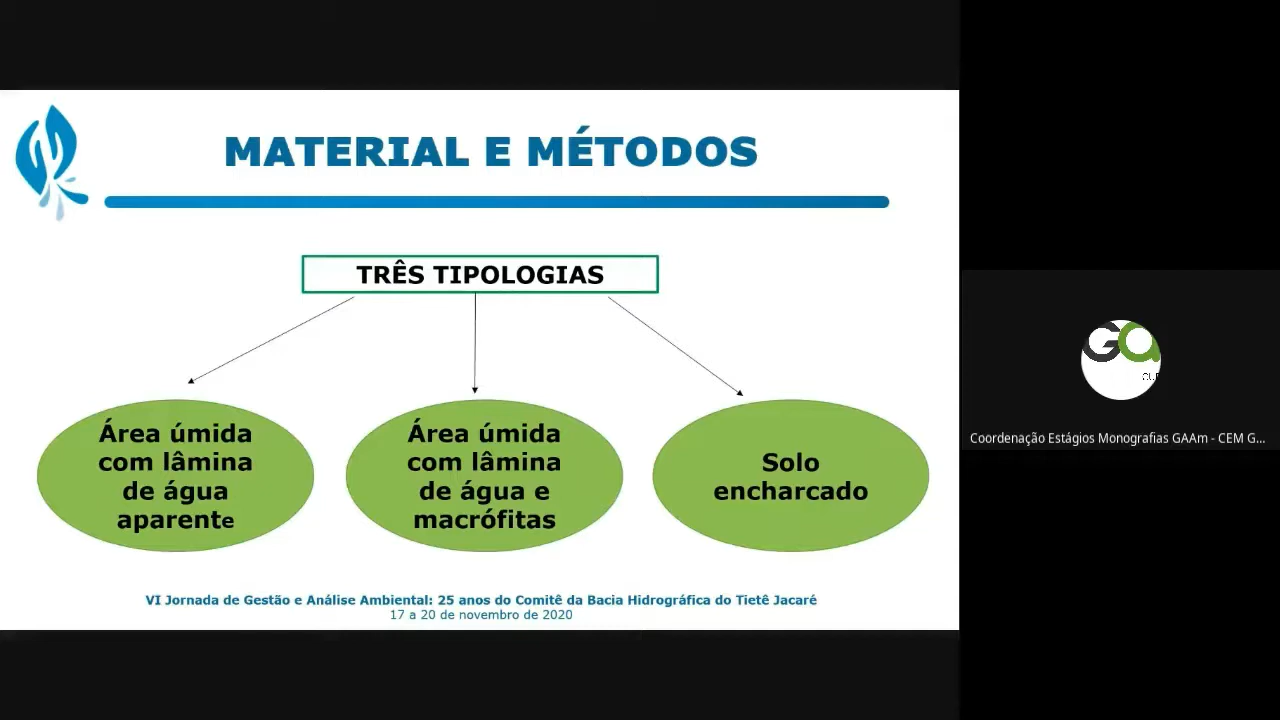 MATERIAL E MÉTODOS
TRÊS TIPOLOGIAS
Área úmida
com lâmina
de água
aparente
Área úmida
com lâmina
de água e
macrófitas
Solo
encharcado
VI Jornada de Gestão e Análise Ambiental: 25 anos do Comitê da Bacia Hidrográfica do Tietê Jacaré
17 a 20 de novembro de 2020
Coordenação Estágios Monografias GAAm - CEM G...